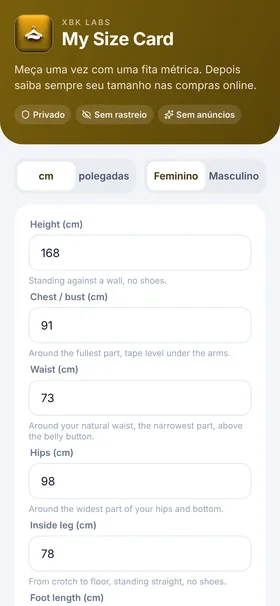 XBK LABS
My Size Card
Meça uma vez com uma fita métrica. Depois
saiba sempre seu tamanho nas compras online.
Privado
Sem rastreio
Sem anúncios
cm
polegadas
Feminino
Masculino
Height (cm)
168
Standing against a wall, no shoes.
Chest / bust (cm)
91
Around the fullest part, tape level under the arms.
Waist (cm)
73
Around your natural waist, the narrowest part, above
the belly button.
Hips (cm)
98
Around the widest part of your hips and bottom.
Inside leg (cm)
78
From crotch to floor, standing straight, no shoes.
Foot length (cm)